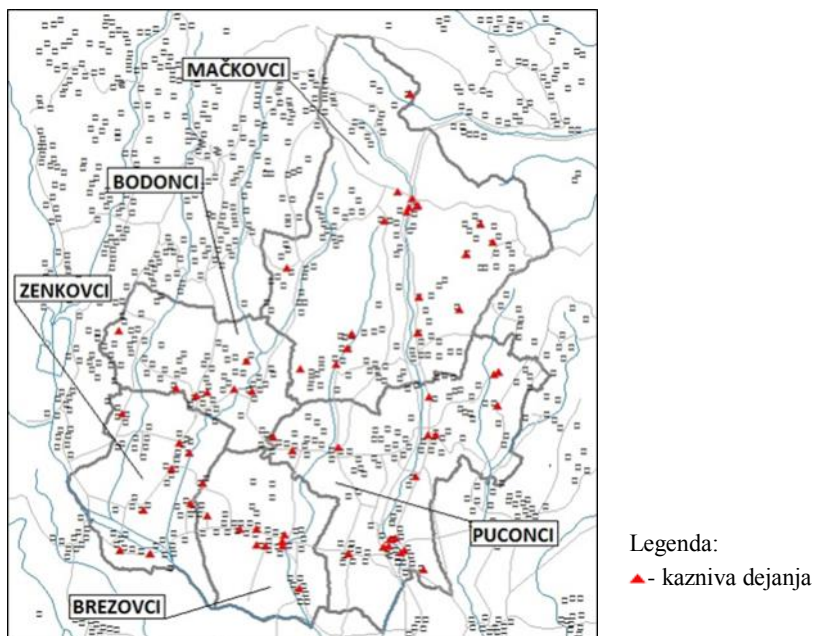 MAČKOVCI
BODONCI
ZENKOVCI
PUCONCI
BREZOVCI
Legenda:
- kazniva dejanja